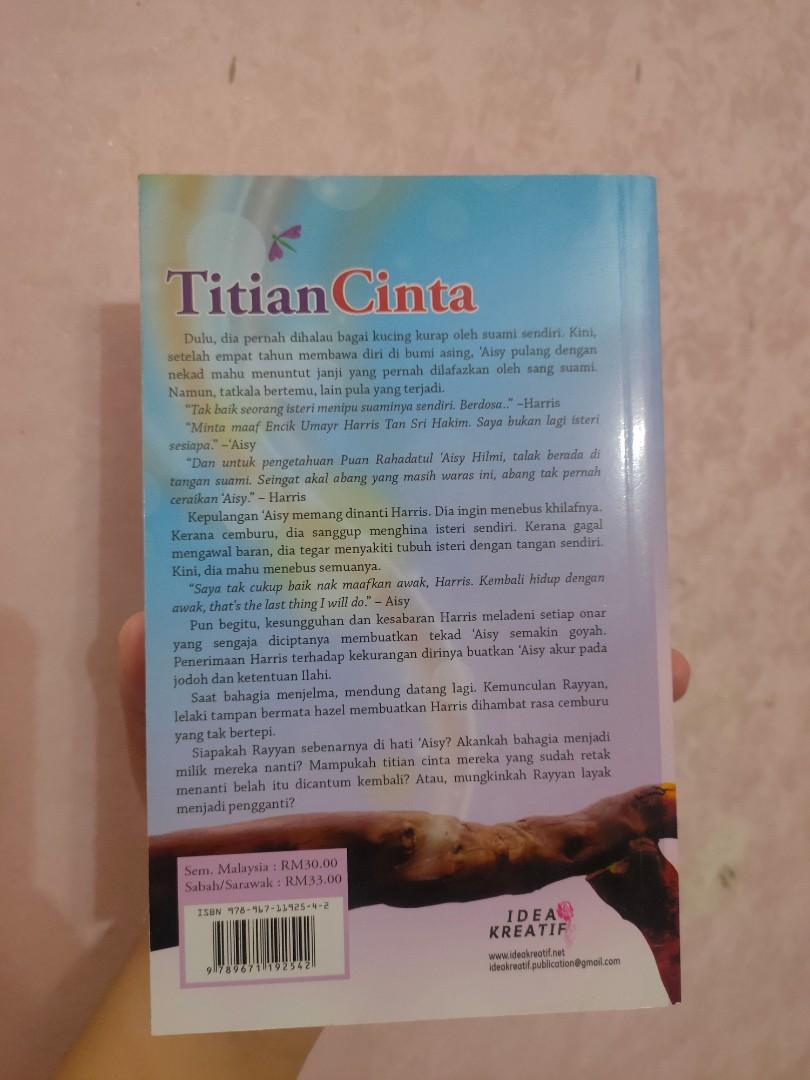 Titian Cinta
Dulu, dia pernah dihalau bagai kucing kurap oleh suami sendiri. Kini,
setelah empat tahun membawa diri di bumi asing, 'Aisy pulang dengan
nekad mahu menuntut janji yang pernah dilafazkan oleh sang suami.
Namun, tatkala bertemu, lain pula yang terjadi.
"Tak baik seorang isteri menipu suaminya sendiri. Berdosa.." –Harris
"Minta maaf Encik Umayr Harris Tan Sri Hakim. Saya bukan lagi isteri
sesiapa." –'Aisy
"Dan untuk pengetahuan Puan Rahadatul 'Aisy Hilmi, talak berada di
tangan suami. Seingat akal abang yang masih waras ini, abang tak pernah
ceraikan 'Aisy." – Harris
Kepulangan 'Aisy memang dinanti Harris. Dia ingin menebus khilafnya.
Kerana cemburu, dia sanggup menghina isteri sendiri. Kerana gagal
mengawal baran, dia tegar menyakiti tubuh isteri dengan tangan sendiri.
Kini, dia mahu menebus semuanya.
"Saya tak cukup baik nak maafkan awak, Harris. Kembali hidup dengan
awak, that's the last thing I will do." – Aisy
Pun begitu, kesungguhan dan kesabaran Harris meladeni setiap onar
yang sengaja diciptanya membuatkan tekad 'Aisy semakin goyah.
Penerimaan Harris terhadap kekurangan dirinya buatkan 'Aisy akur pada
jodoh dan ketentuan Ilahi.
Saat bahagia menjelma, mendung datang lagi. Kemunculan Rayyan,
lelaki tampan bermata hazel membuatkan Harris dihambat rasa cemburu
yang tak bertepi.
Siapakah Rayyan sebenarnya di hati 'Aisy? Akankah bahagia menjadi
milik mereka nanti? Mampukah titian cinta mereka yang sudah retak
menanti belah itu dicantum kembali? Atau, mungkinkah Rayyan layak
menjadi pengganti?
Sem. Malaysia : RM30.00
Sabah/Sarawak : RM33.00
ISBN 978-967-11925-4-2
9 789671 192542
IDEA
KREATIF
www.ideakreatif.net
ideakreatif.publication@gmail.com